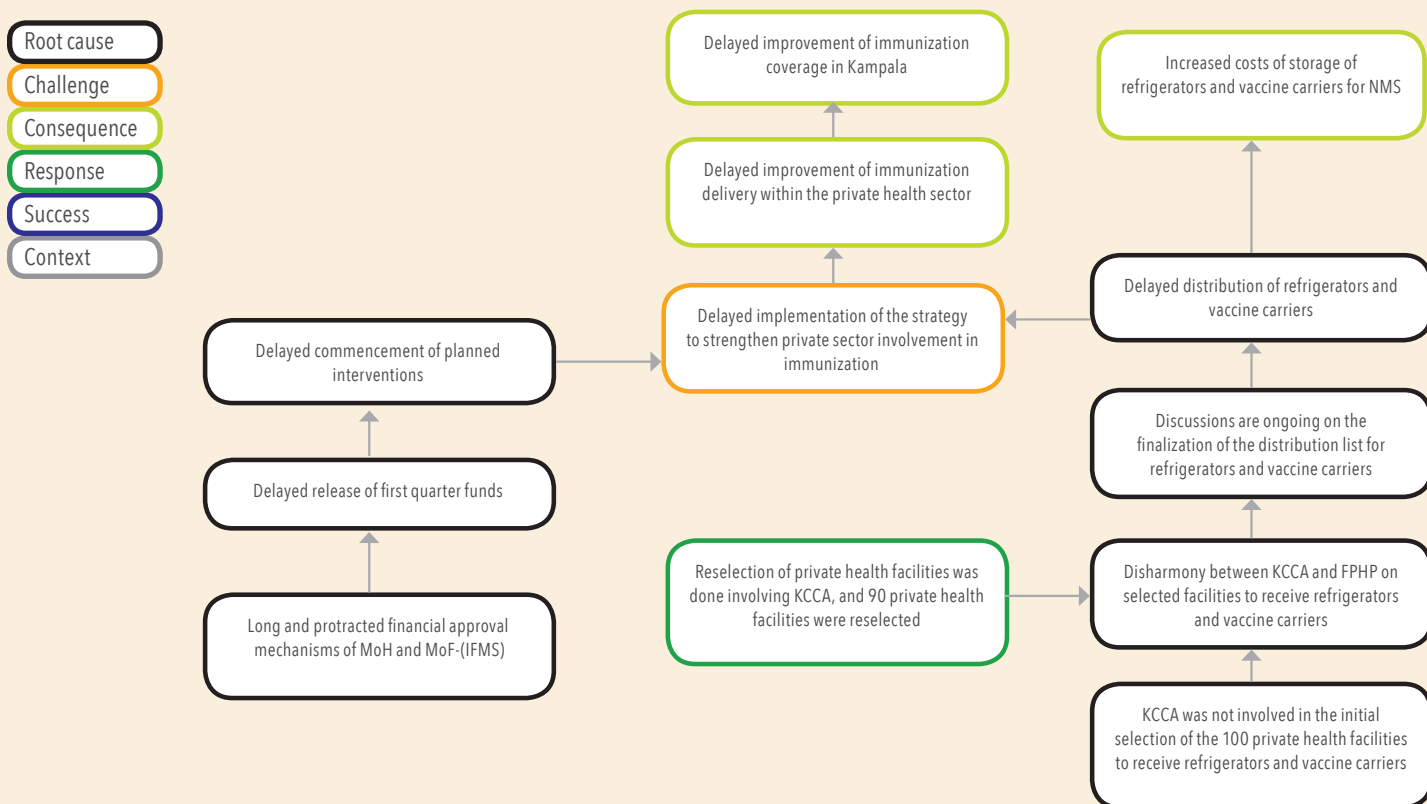 Root cause
Challenge
Consequence
Response
Success
Context
Delayed improvement of immunization
coverage in Kampala
Increased costs of storage of
refrigerators and vaccine carriers for NMS
Delayed improvement of immunization
delivery within the private health sector
Delayed distribution of refrigerators and
vaccine carriers
Delayed implementation of the strategy
to strengthen private sector involvement in
immunization
Delayed commencement of planned
interventions
Discussions are ongoing on the
finalization of the distribution list for
refrigerators and vaccine carriers
Delayed release of first quarter funds
Reselection of private health facilities was
done involving KCCA, and 90 private health
facilities were reselected
Disharmony between KCCA and FPHP on
selected facilities to receive refrigerators
and vaccine carriers
Long and protracted financial approval
mechanisms of MoH and MoF-(IFMS)
KCCA was not involved in the initial
selection of the 100 private health facilities
to receive refrigerators and vaccine carriers